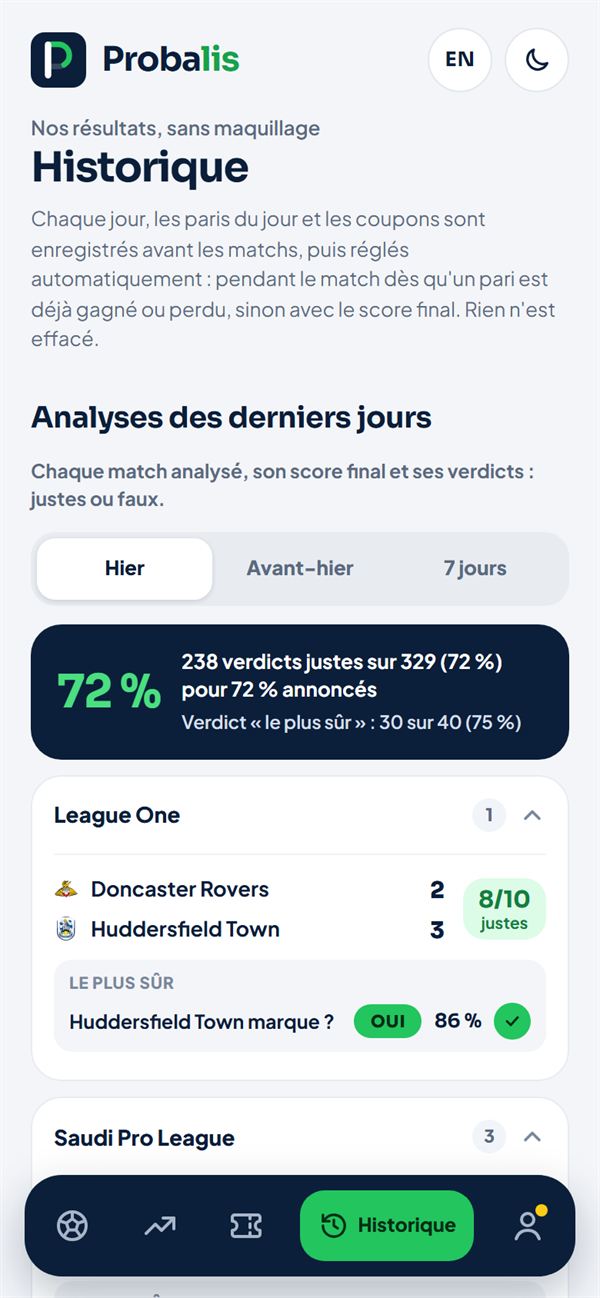 Probalis
EN
Nos résultats, sans maquillage
Historique
Chaque jour, les paris du jour et les coupons sont
enregistrés avant les matchs, puis réglés
automatiquement : pendant le match dès qu'un pari est
déjà gagné ou perdu, sinon avec le score final. Rien n'est
effacé.
Analyses des derniers jours
Chaque match analysé, son score final et ses verdicts :
justes ou faux.
Hier
Avant-hier
7 jours
72 %
238 verdicts justes sur 329 (72 %)
pour 72 % annoncés
Verdict « le plus sûr » : 30 sur 40 (75 %)
League One
1
Doncaster Rovers
2
Huddersfield Town
3
8/10
justes
LE PLUS SÛR
Huddersfield Town marque ?
OUI
86 %
Saudi Pro League
3
Historique